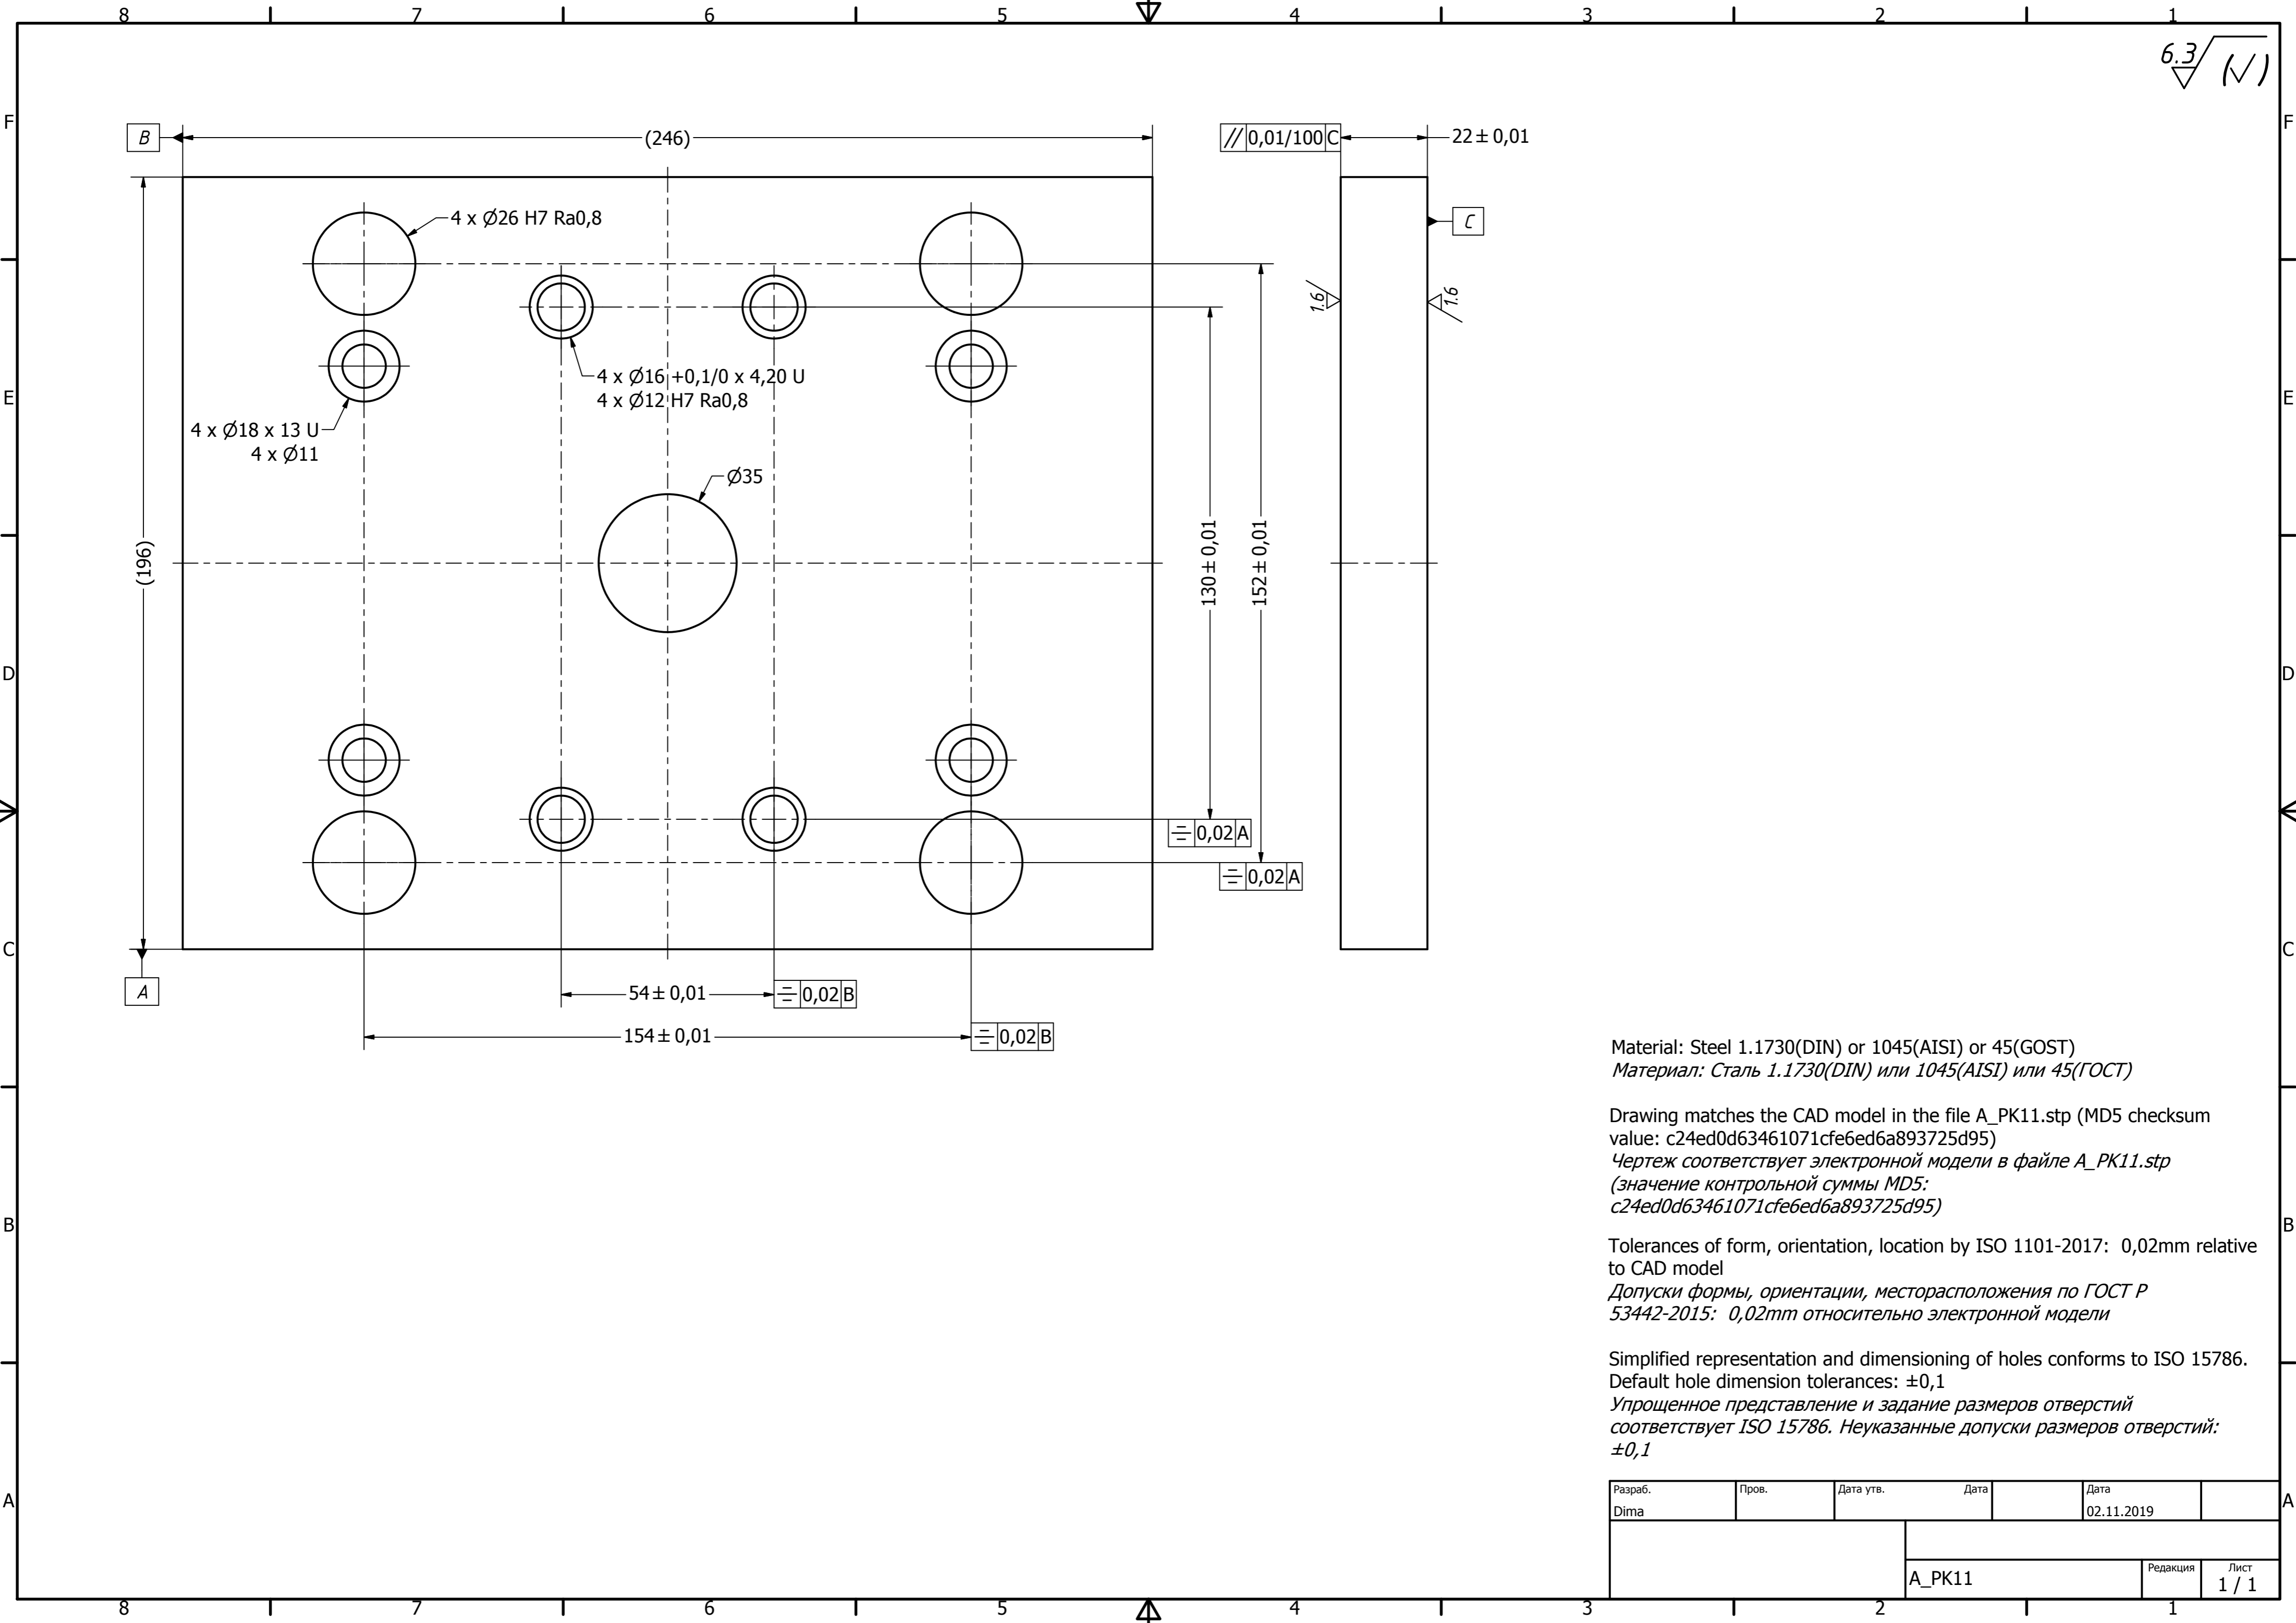 8 7 6 5 4 3 2 1
6.3 (√)
F F
B
(246)
// 0,01/100 C
22±0,01
4 x Ø26 H7 Ra0,8
C
1.6
1.6
4 x Ø16 +0,1/0 x 4,20 U
4 x Ø12 H7 Ra0,8
E E
4 x Ø18 x 13 U
4 x Ø11
Ø35
(196)
130±0,01
152±0,01
D D
0,02 A
0,02 A
C C
A
54±0,01
0,02 B
154±0,01
0,02 B
Material: Steel 1.1730(DIN) or 1045(AISI) or 45(GOST)
Материал: Сталь 1.1730(DIN) или 1045(AISI) или 45(ГОСТ)
Drawing matches the CAD model in the file A_PK11.stp (MD5 checksum
value: c24ed0d63461071cfe6ed6a893725d95)
Чертеж соответствует электронной модели в файле A_PK11.stp
(значение контрольной суммы MD5:
c24ed0d63461071cfe6ed6a893725d95)
B B
Tolerances of form, orientation, location by ISO 1101-2017: 0,02mm relative
to CAD model
Допуски формы, ориентации, месторасположения по ГОСТ Р
53442-2015: 0,02mm относительно электронной модели
Simplified representation and dimensioning of holes conforms to ISO 15786.
Default hole dimension tolerances: ±0,1
Упрощенное представление и задание размеров отверстий
соответствует ISO 15786. Неуказанные допуски размеров отверстий:
±0,1
A A
Разраб. Пров. Дата утв. Дата Дата
Dima 02.11.2019
Редакция Лист
A_PK11 1 / 1
8 7 6 5 4 3 2 1